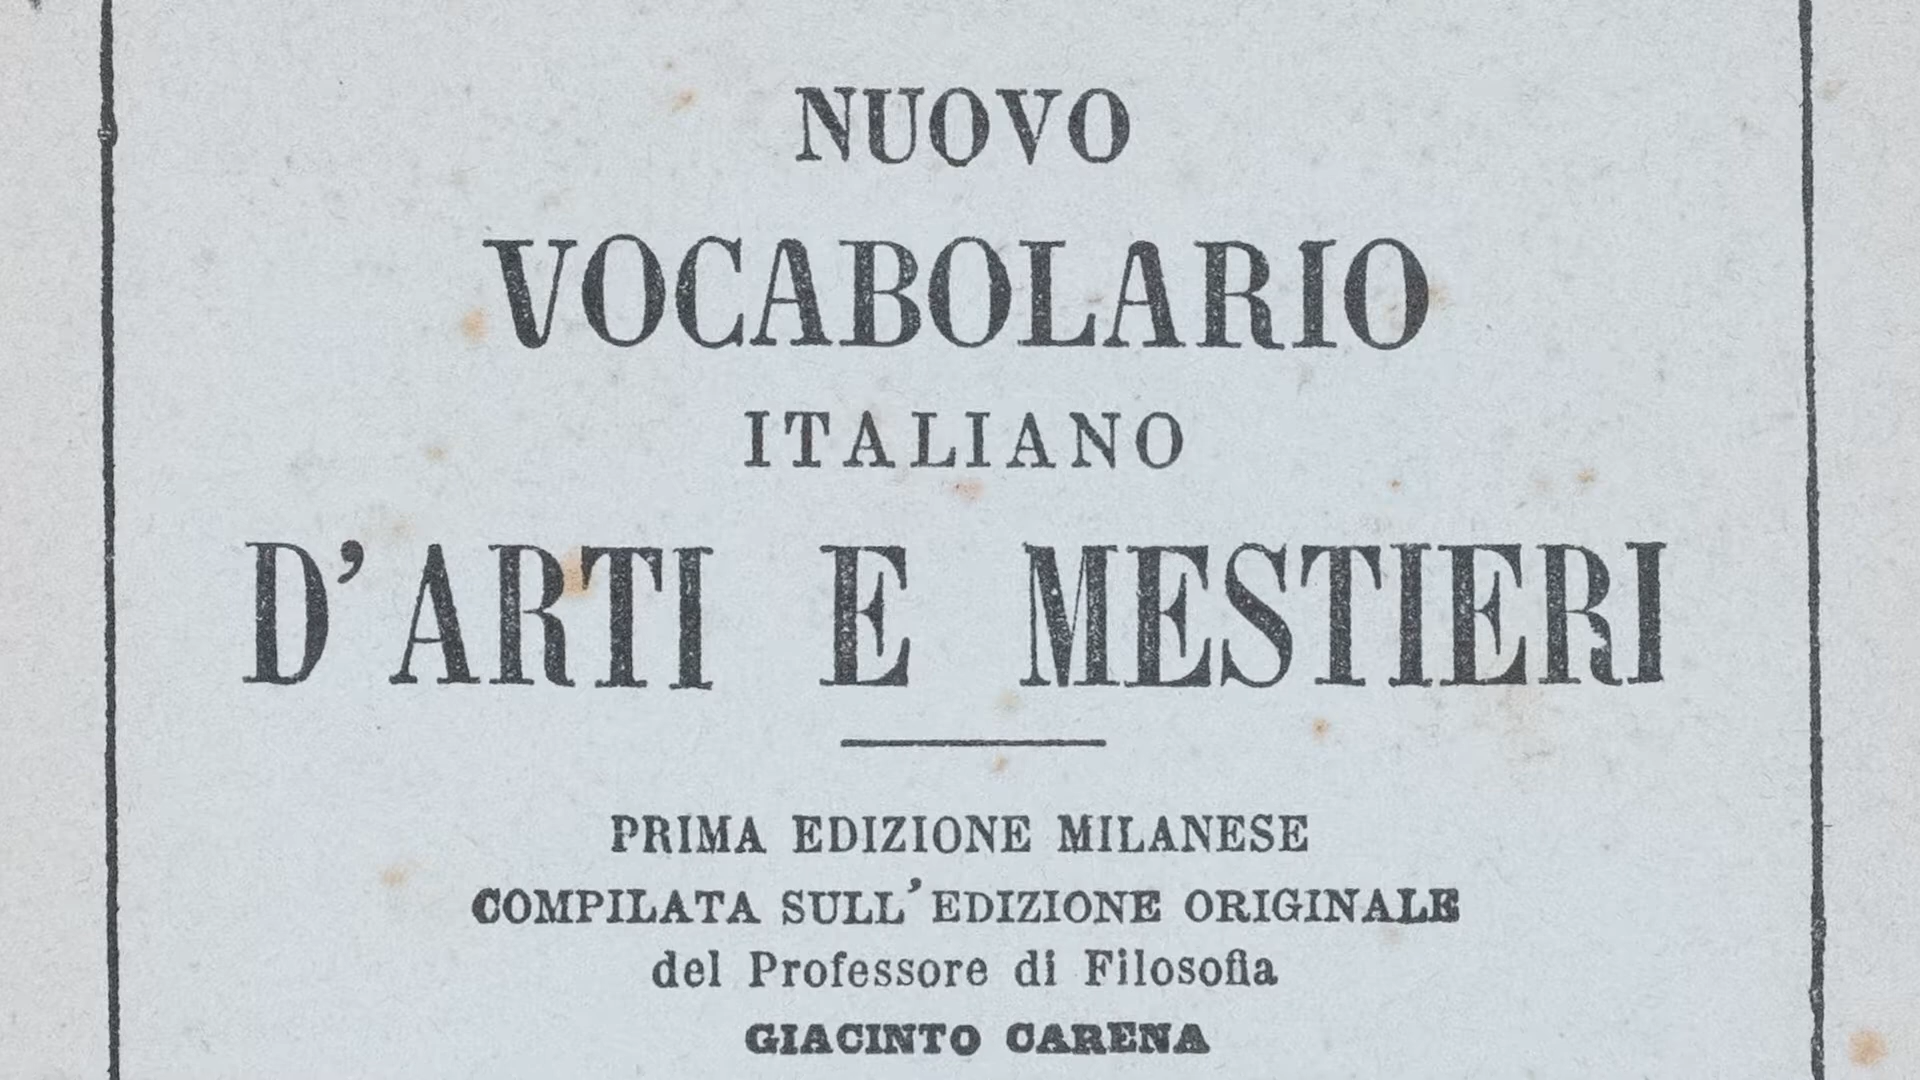 NUOVO
VOCABOLARIO
ITALIANO
D'ARTI E MESTIERI
PRIMA EDIZIONE MILANESE
COMPILATA SULL'EDIZIONE ORIGINALE
del Professore di Filosofia
GIACINTO CARENA